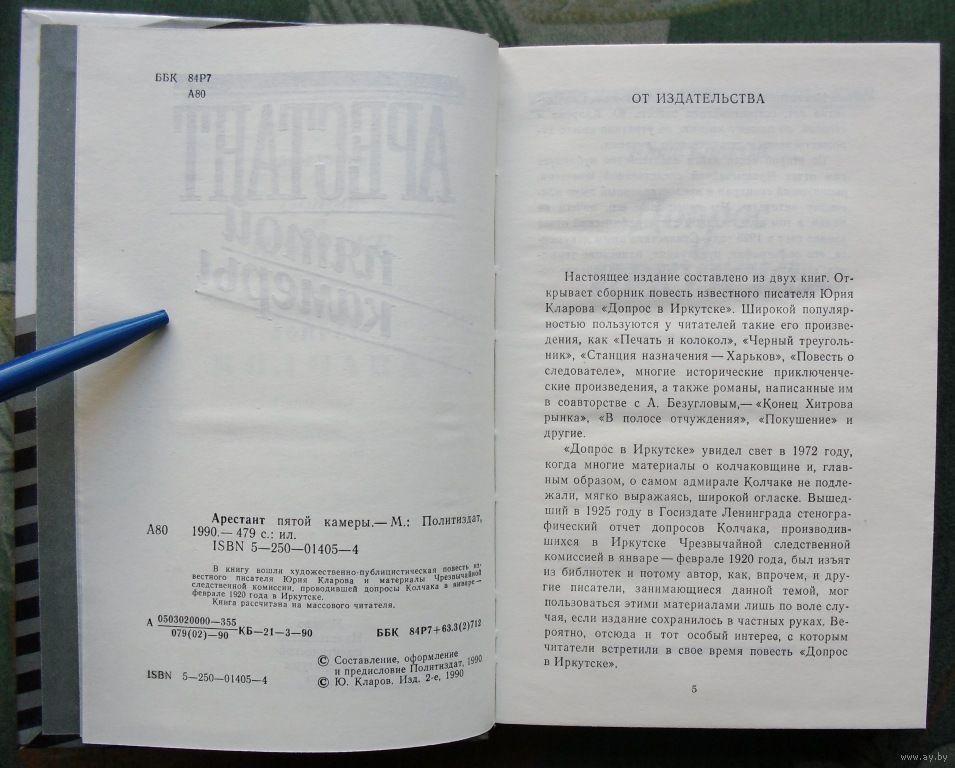 ББК 84Р7
А80
Арестант пятой камеры.— М.: Политиздат,
А80 1990.— 479 с.: ил.
ISBN 5—250—01405—4
В книгу вошли художественно-публицистическая повесть из-
вестного писателя Юрия Кларова и материалы Чрезвычайной
следственной комиссии, проводившей допросы Колчака в январе—
феврале 1920 года в Иркутске.
Книга рассчитана на массового читателя.
А 0503020000—355
079(02)—90 КБ—21—3—90 ББК 84Р7+63.3(2)712
© Составление, оформление
и предисловие Политиздат, 1990
ISBN 5—250—01405—4 © Ю. Кларов, Изд. 2-е, 1990
ОТ ИЗДАТЕЛЬСТВА
Настоящее издание составлено из двух книг. От-
крывает сборник повесть известного писателя Юрия
Кларова «Допрос в Иркутске». Широкой популяр-
ностью пользуются у читателей такие его произве-
дения, как «Печать и колокол», «Черный треуголь-
ник», «Станция назначения — Харьков», «Повесть о
следователе», многие исторические приключенче-
ские произведения, а также романы, написанные им
в соавторстве с А. Безугловым,— «Конец Хитрова
рынка», «В полосе отчуждения», «Покушение» и
другие.
«Допрос в Иркутске» увидел свет в 1972 году,
когда многие материалы о колчаковщине и, глав-
ным образом, о самом адмирале Колчаке не подле-
жали, мягко выражаясь, широкой огласке. Вышед-
ший в 1925 году в Госиздате Ленинграда стеногра-
фический отчет допросов Колчака, производив-
шихся в Иркутске Чрезвычайной следственной
комиссией в январе — феврале 1920 года, был изъят
из библиотек и потому автор, как, впрочем, и дру-
гие писатели, занимающиеся данной темой, мог
пользоваться этими материалами лишь по воле слу-
чая, если издание сохранилось в частных руках. Ве-
роятно, отсюда и тот особый интерес, с которым
читатели встретили в свое время повесть «Допрос
в Иркутске».
5
www.ay.by